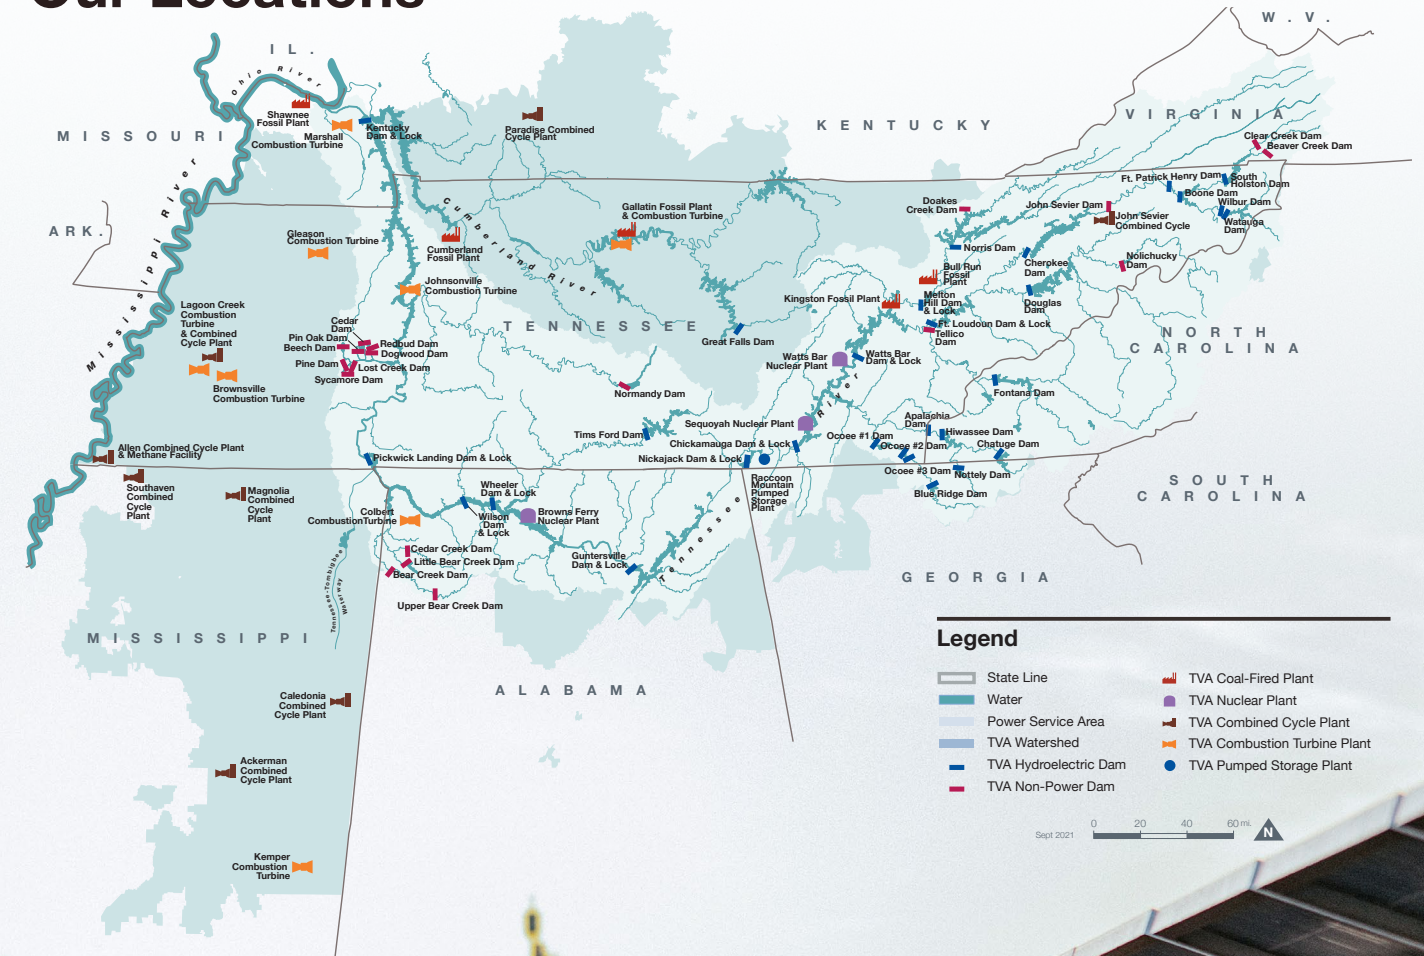 Our Locations
W. V.
IL.
Ohio River
Shawnee
Fossil Plant
Marshall
Combustion Turbine
Kentucky
Dam & Lock
Paradise Combined
Cycle Plant
MISSOURI
KENTUCKY
VIRGINIA
Clear Creek Dam
Beaver Creek Dam
Ft. Patrick Henry Dam
South
Holston Dam
Boone Dam
Wilbur Dam
Watauga
Dam
Mississippi River
ARK.
Gleason
Combustion Turbine
Cumberland
Fossil Plant
Cumberland River
Gallatin Fossil Plant
& Combustion Turbine
Doakes
Creek Dam
John Sevier Dam
John Sevier
Combined Cycle
Norris Dam
Cherokee
Dam
Nolichucky
Dam
Bull Run
Fossil
Plant
Johnsonville
Combustion Turbine
Kingston Fossil Plant
Melton
Hill Dam
& Lock
Douglas
Dam
Lagoon Creek
Combustion
Turbine
& Combined
Cycle Plant
Cedar
Dam
Pin Oak Dam
Beech Dam
Redbud Dam
Dogwood Dam
Pine Dam
Lost Creek Dam
Sycamore Dam
TENNESSEE
Great Falls Dam
Ft. Loudoun Dam & Lock
Tellico
Dam
NORTH
CAROLINA
Watts Bar
Nuclear Plant
Watts Bar
Dam & Lock
Brownsville
Combustion Turbine
Normandy Dam
Fontana Dam
Tims Ford Dam
Sequoyah Nuclear Plant
Chickamauga Dam & Lock
Nickajack Dam & Lock
Apalachia
Dam
Hiwassee Dam
Ocoee #1 Dam
Ocoee #2 Dam
Ocoee #3 Dam
Chatuge Dam
Nottely Dam
Blue Ridge Dam
Allen Combined Cycle Plant
& Methane Facility
Pickwick Landing Dam & Lock
Raccoon
Mountain
Pumped
Storage
Plant
Southaven
Combined
Cycle
Plant
Magnolia
Combined
Cycle
Plant
Wheeler
Dam & Lock
Wilson
Dam
& Lock
Browns Ferry
Nuclear Plant
Colbert
Combustion Turbine
SOUTH
CAROLINA
Tennessee River
Guntersville
Dam & Lock
Cedar Creek Dam
Little Bear Creek Dam
Bear Creek Dam
Upper Bear Creek Dam
Tennessee-Tombigbee
Waterway
GEORGIA
MISSISSIPPI
ALABAMA
Caledonia
Combined
Cycle Plant
Ackerman
Combined
Cycle Plant
Kemper
Combustion
Turbine
Legend
State Line
Water
Power Service Area
TVA Watershed
TVA Hydroelectric Dam
TVA Non-Power Dam
TVA Coal-Fired Plant
TVA Nuclear Plant
TVA Combined Cycle Plant
TVA Combustion Turbine Plant
TVA Pumped Storage Plant
Sept 2021
0 20 40 60 mi.
N